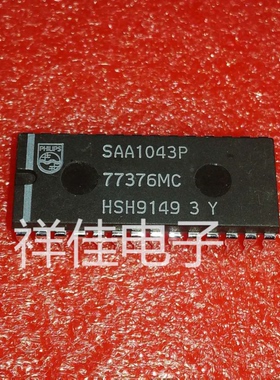 PHILIPS
SAA1043P
77376MC
HSH9149 3 Y
祥佳电子